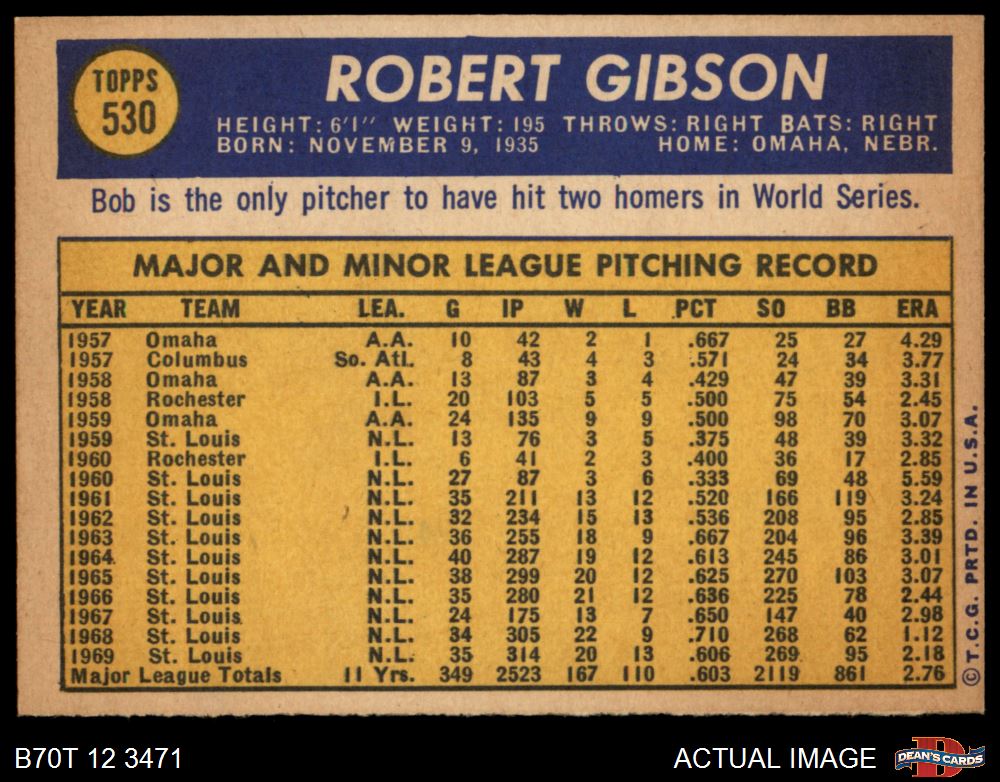 TOPPS
530
ROBERT GIBSON
HEIGHT: 6'1" WEIGHT: 195 THROWS: RIGHT BATS: RIGHT
BORN: NOVEMBER 9, 1935 HOME: OMAHA, NEBR.
Bob is the only pitcher to have hit two homers in World Series.
MAJOR AND MINOR LEAGUE PITCHING RECORD
YEAR TEAM LEA. G IP W L PCT SO BB ERA
1957 Omaha A.A. 10 42 2 1 .667 25 27 4.29
1957 Columbus So. Atl. 8 43 4 3 .571 24 34 3.77
1958 Omaha A.A. 13 87 3 4 .429 47 39 3.31
1958 Rochester I.L. 20 103 5 5 .500 75 54 2.45
1959 Omaha A.A. 24 135 9 9 .500 98 70 3.07
1959 St. Louis N.L. 13 76 3 5 .375 48 39 3.32
1960 Rochester I.L. 6 41 2 3 .400 36 17 2.85
1960 St. Louis N.L. 27 87 3 6 .333 69 48 5.59
1961 St. Louis N.L. 35 211 13 12 .520 166 119 3.24
1962 St. Louis N.L. 32 234 15 13 .536 208 95 2.85
1963 St. Louis N.L. 36 255 18 9 .667 204 96 3.39
1964 St. Louis N.L. 40 287 19 12 .613 245 86 3.01
1965 St. Louis N.L. 38 299 20 12 .625 270 103 3.07
1966 St. Louis N.L. 35 280 21 12 .636 225 78 2.44
1967 St. Louis N.L. 24 175 13 7 .650 147 40 2.98
1968 St. Louis N.L. 34 305 22 9 .710 268 62 1.12
1969 St. Louis N.L. 35 314 20 13 .606 269 95 2.18
Major League Totals 11 Yrs. 349 2523 167 110 .603 2119 861 2.76
© T.C.G. PRTD. IN U.S.A.
B70T 12 3471
ACTUAL IMAGE
D
DEAN'S CARDS